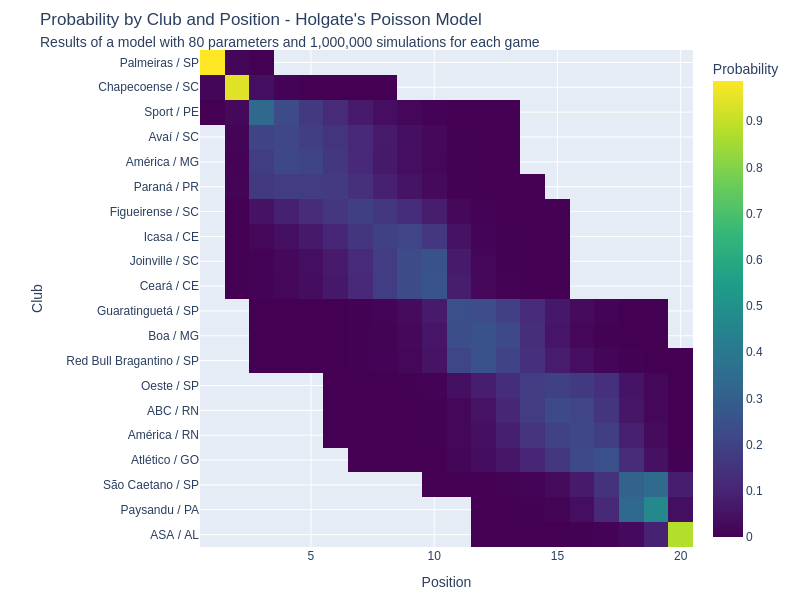 Probability by Club and Position - Holgate's Poisson Model
Results of a model with 80 parameters and 1,000,000 simulations for each game
Probability
Palmeiras / SP
Chapecoense / SC
Sport / PE
Avaí / SC
América / MG
Paraná / PR
Figueirense / SC
Icasa / CE
Joinville / SC
Ceará / CE
Guaratinguetá / SP
Boa / MG
Red Bull Bragantino / SP
Oeste / SP
ABC / RN
América / RN
Atlético / GO
São Caetano / SP
Paysandu / PA
ASA / AL
Club
5
10
15
20
Position
0.9
0.8
0.7
0.6
0.5
0.4
0.3
0.2
0.1
0